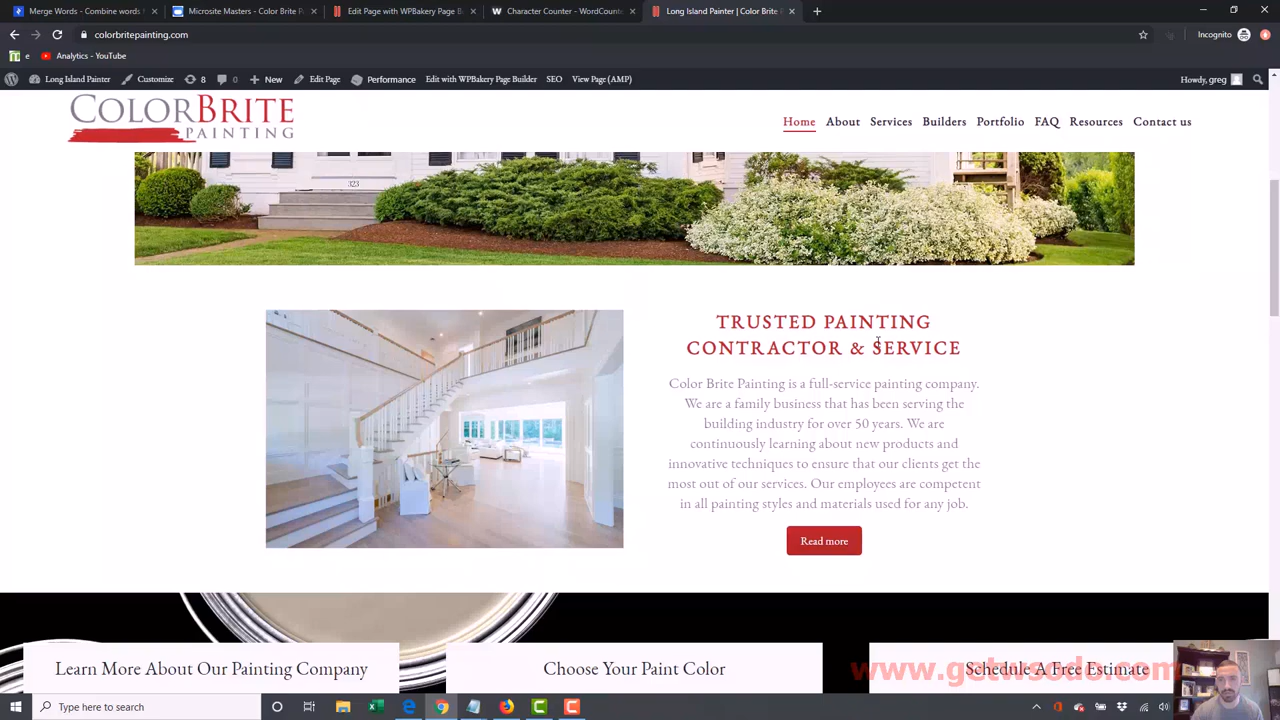 Merge Words
Microsite Masters - Color Brite P
Edit Page with WPBakery Page B
Character Counter - WordCounte
Long Island Painter | Color Brite
colorbritepainting.com
Incognito
e
Analytics - YouTube
Long Island Painter
Customize
8
0
New
Edit Page
Performance
Edit with WPBakery Page Builder
SEO
View Page (AMP)
Howdy, greg
COLORBRITE
PAINTING
Home About Services Builders Portfolio FAQ Resources Contact us
323
TRUSTED PAINTING
CONTRACTOR & SERVICE
Color Brite Painting is a full-service painting company.
We are a family business that has been serving the
building industry for over 50 years. We are
continuously learning about new products and
innovative techniques to ensure that our clients get the
most out of our services. Our employees are competent
in all painting styles and materials used for any job.
Read more
Learn More About Our Painting Company
Choose Your Paint Color
Schedule A Free Estimate
www.getwsodo.com
Type here to search